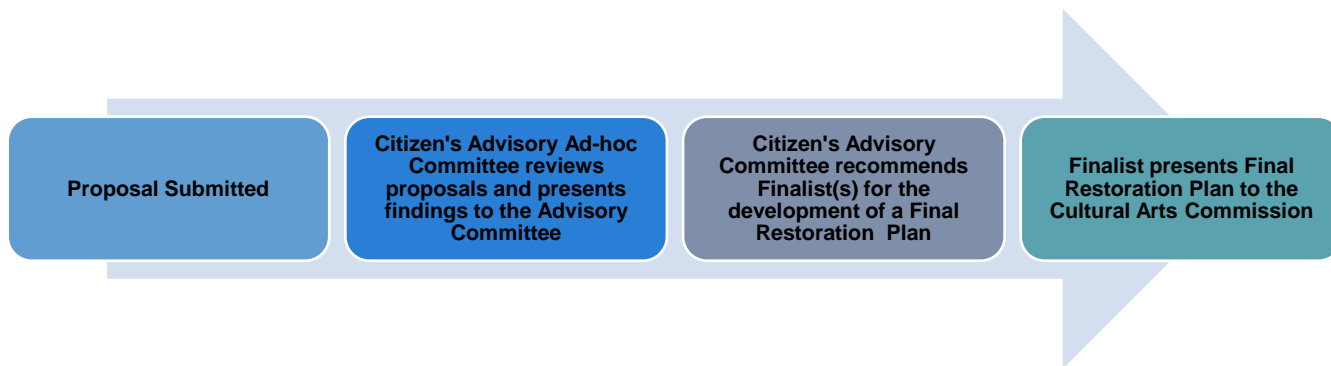 Proposal Submitted
Citizen's Advisory Ad-hoc
Committee reviews
proposals and presents
findings to the Advisory
Committee
Citizen's Advisory
Committee recommends
Finalist(s) for the
development of a Final
Restoration  Plan
Finalist presents Final
Restoration Plan to the
Cultural Arts Commission